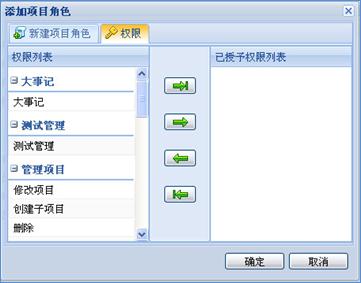 添加项目角色
新建项目角色 权限
权限列表 已授予权限列表
大事记
大事记
测试管理
测试管理
管理项目
修改项目
创建子项目
删除
确定 取消